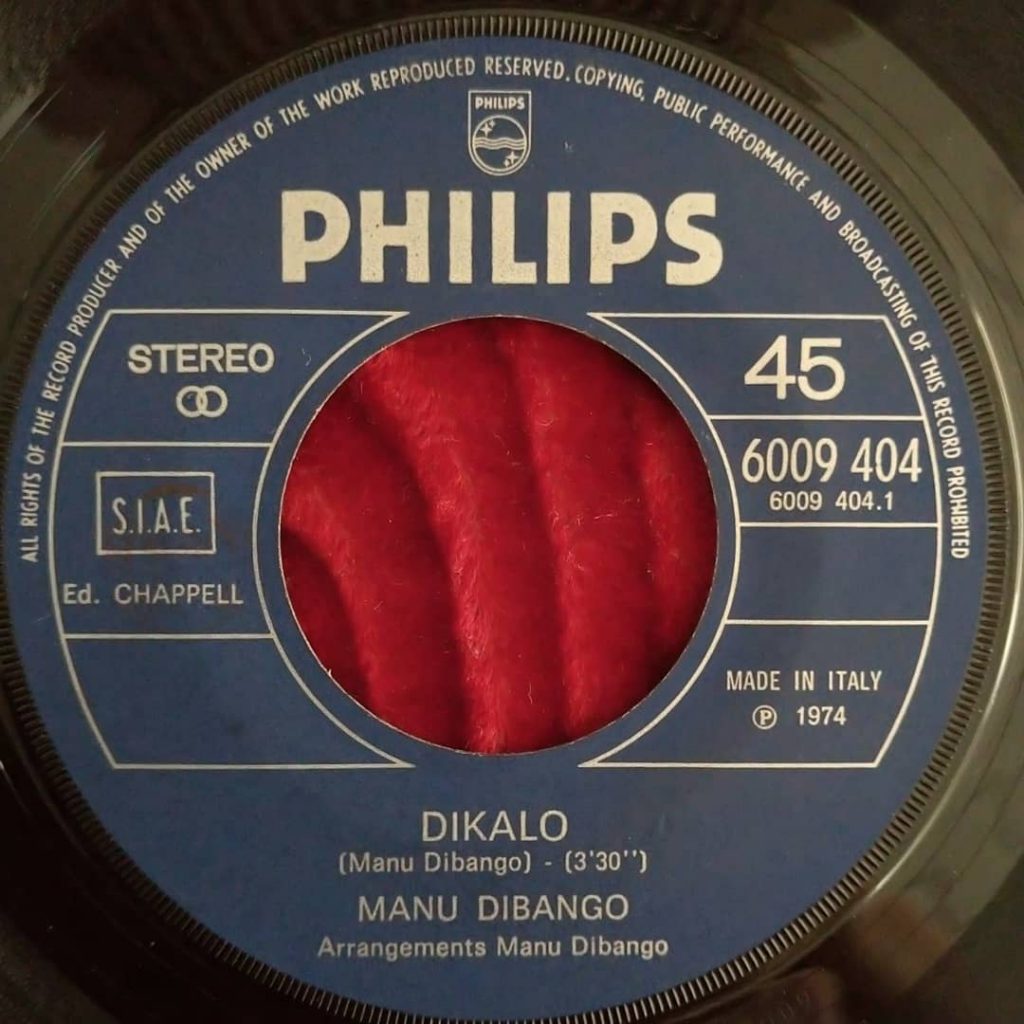 ALL RIGHTS OF THE RECORD PRODUCER AND OF THE OWNER OF THE WORK REPRODUCED RESERVED. COPYING, PUBLIC PERFORMANCE AND BROADCASTING OF THIS RECORD PROHIBITED
PHILIPS
PHILIPS
STEREO
45
6009 404
6009 404.1
S.I.A.E.
Ed. CHAPPELL
MADE IN ITALY
℗ 1974
DIKALO
(Manu Dibango) - (3'30'')
MANU DIBANGO
Arrangements Manu Dibango